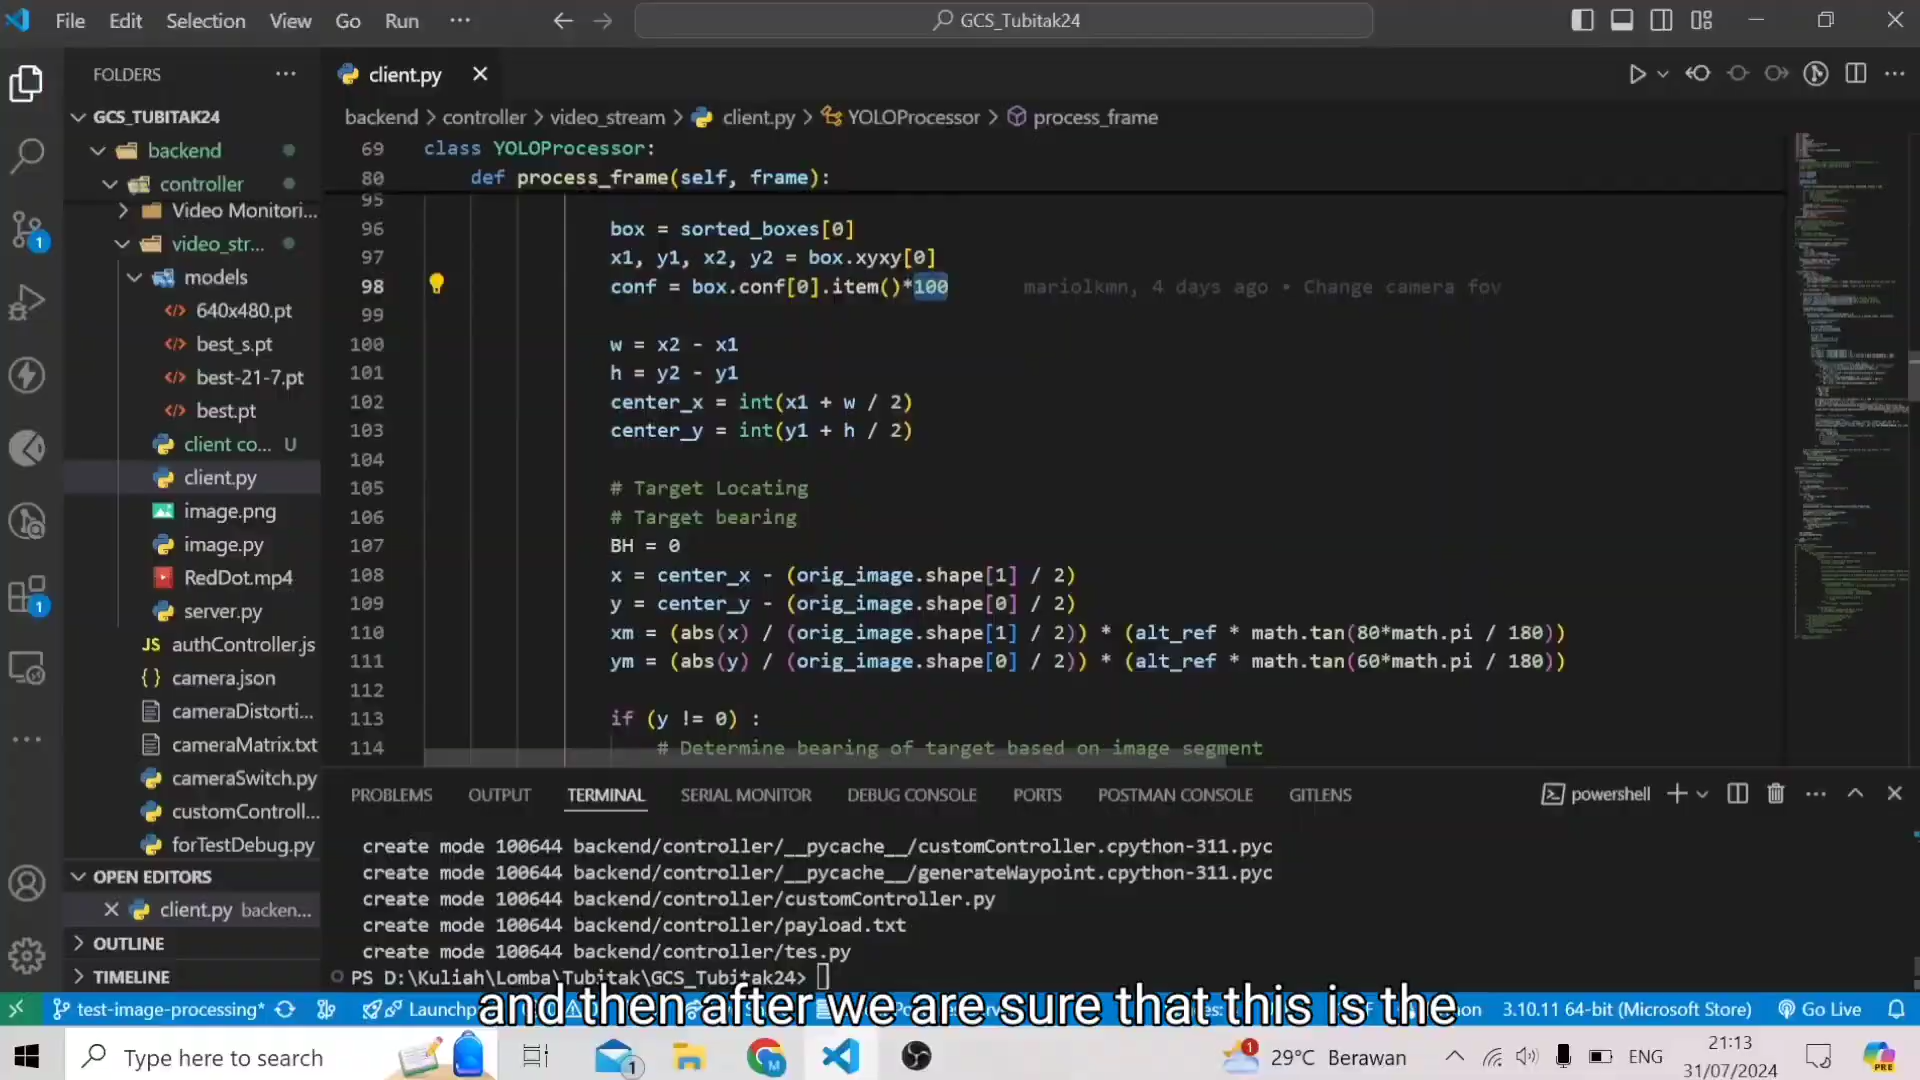 File Edit Selection View Go Run ··· GCS_Tubitak24
FOLDERS ···
client.py
GCS_TUBITAK24
backend
controller
Video Monitori...
video_str...
models
640x480.pt
best_s.pt
best-21-7.pt
best.pt
client co... U
client.py
image.png
image.py
RedDot.mp4
server.py
JS authController.js
{ } camera.json
cameraDistorti...
cameraMatrix.txt
cameraSwitch.py
customControll...
forTestDebug.py
OPEN EDITORS
client.py backen...
OUTLINE
TIMELINE
1
1
backend > controller > video_stream > client.py > YOLOProcessor > process_frame
69 class YOLOProcessor:
80 def process_frame(self, frame):
95
96 box = sorted_boxes[0]
97 x1, y1, x2, y2 = box.xyxy[0]
98 conf = box.conf[0].item()*100 mariolkmn, 4 days ago • Change camera fov
99
100 w = x2 - x1
101 h = y2 - y1
102 center_x = int(x1 + w / 2)
103 center_y = int(y1 + h / 2)
104
105 # Target Locating
106 # Target bearing
107 BH = 0
108 x = center_x - (orig_image.shape[1] / 2)
109 y = center_y - (orig_image.shape[0] / 2)
110 xm = (abs(x) / (orig_image.shape[1] / 2)) * (alt_ref * math.tan(80*math.pi / 180))
111 ym = (abs(y) / (orig_image.shape[0] / 2)) * (alt_ref * math.tan(60*math.pi / 180))
112
113 if (y != 0) :
114 # Determine bearing of target based on image segment
PROBLEMS OUTPUT TERMINAL SERIAL MONITOR DEBUG CONSOLE PORTS POSTMAN CONSOLE GITLENS powershell
create mode 100644 backend/controller/__pycache__/customController.cpython-311.pyc
create mode 100644 backend/controller/__pycache__/generateWaypoint.cpython-311.pyc
create mode 100644 backend/controller/customController.py
create mode 100644 backend/controller/payload.txt
create mode 100644 backend/controller/tes.py
PS D:\Kuliah\Lomba\Tubitak\GCS_Tubitak24>
and then after we are sure that this is the
test-image-processing* 3.10.11 64-bit (Microsoft Store) Go Live
Type here to search 1 1 29°C Berawan ENG 21:13
31/07/2024 PRE